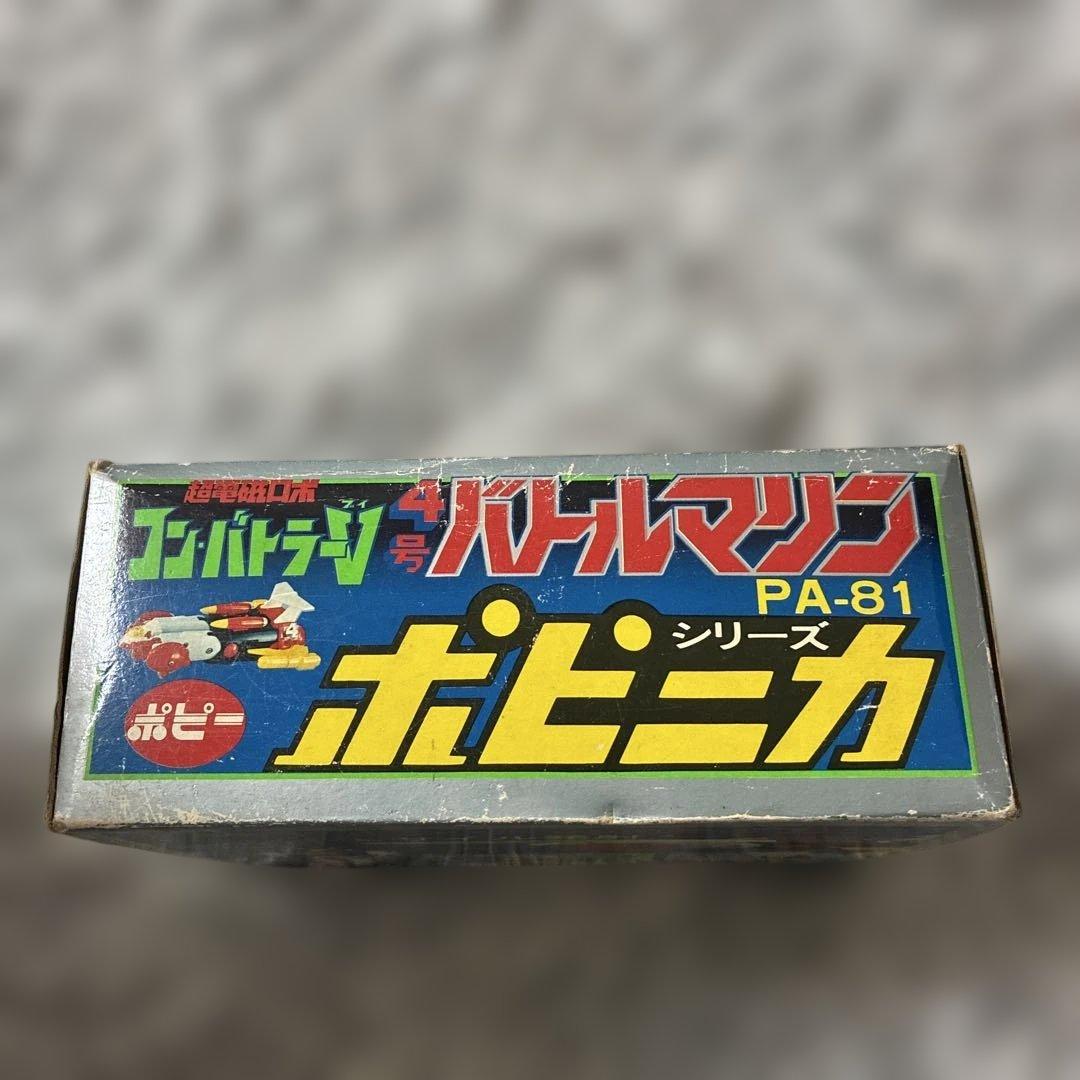 超電磁ロボ
コン・バトラーV
ブイ
4号 バトルマリン
PA-81
4
ポピニカ
シリーズ
ポピー